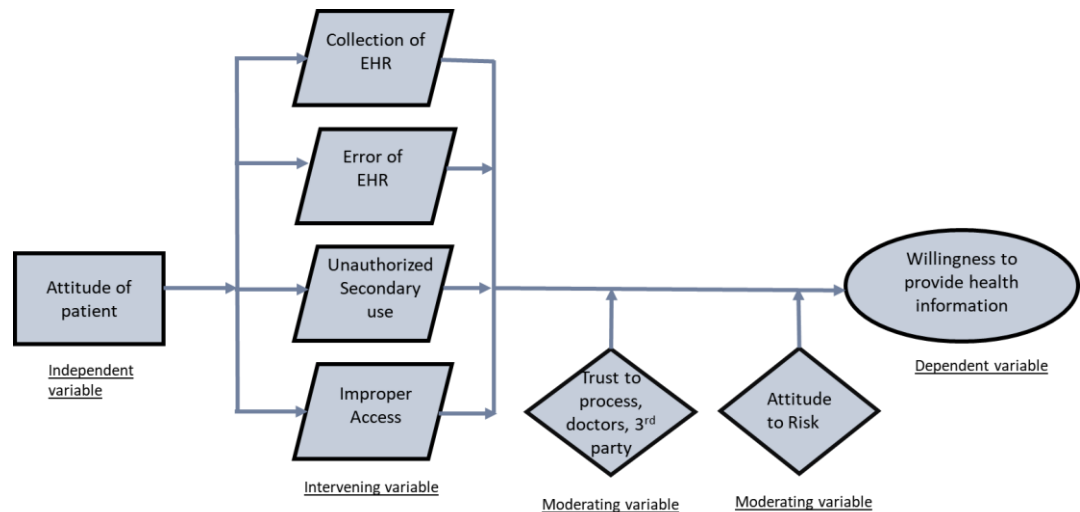 Collection of
EHR
Error of
EHR
Unauthorized
Secondary
use
Improper
Access
Intervening variable
Attitude of
patient
Independent
variable
Trust to
process,
doctors, 3rd
party
Moderating variable
Attitude
to Risk
Moderating variable
Willingness to
provide health
information
Dependent variable